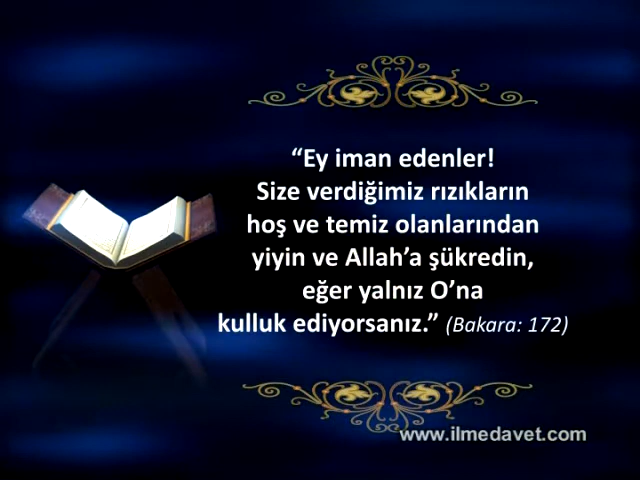 “Ey iman edenler!
Size verdiğimiz rızıkların
hoş ve temiz olanlarından
yiyin ve Allah’a şükredin,
eğer yalnız O’na
kulluk ediyorsanız.” (Bakara: 172)
www.ilmedavet.com